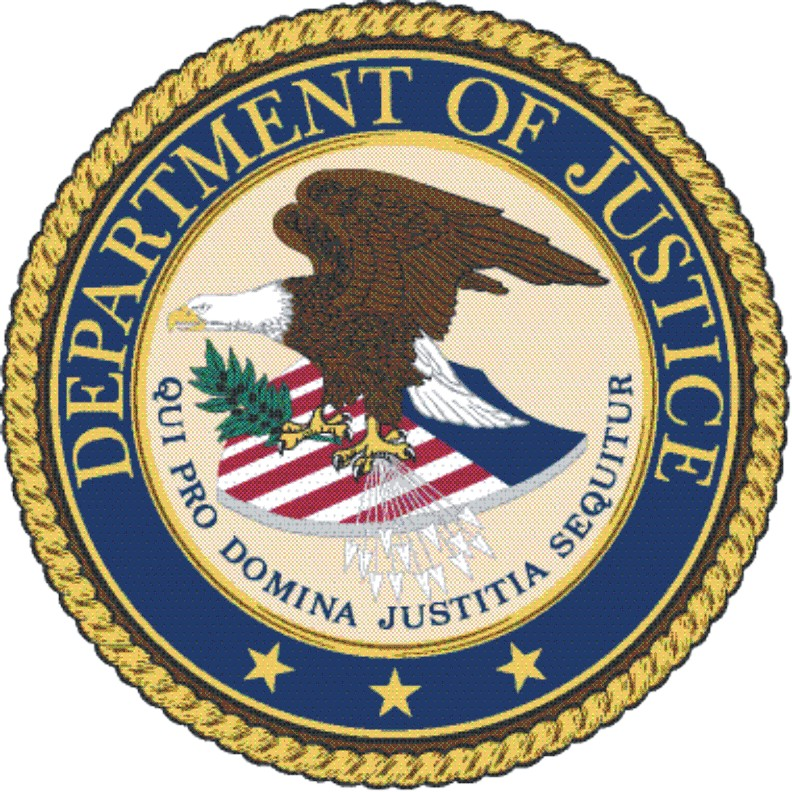 DEPARTMENT OF JUSTICE
QUI PRO DOMINA JUSTITIA SEQUITUR